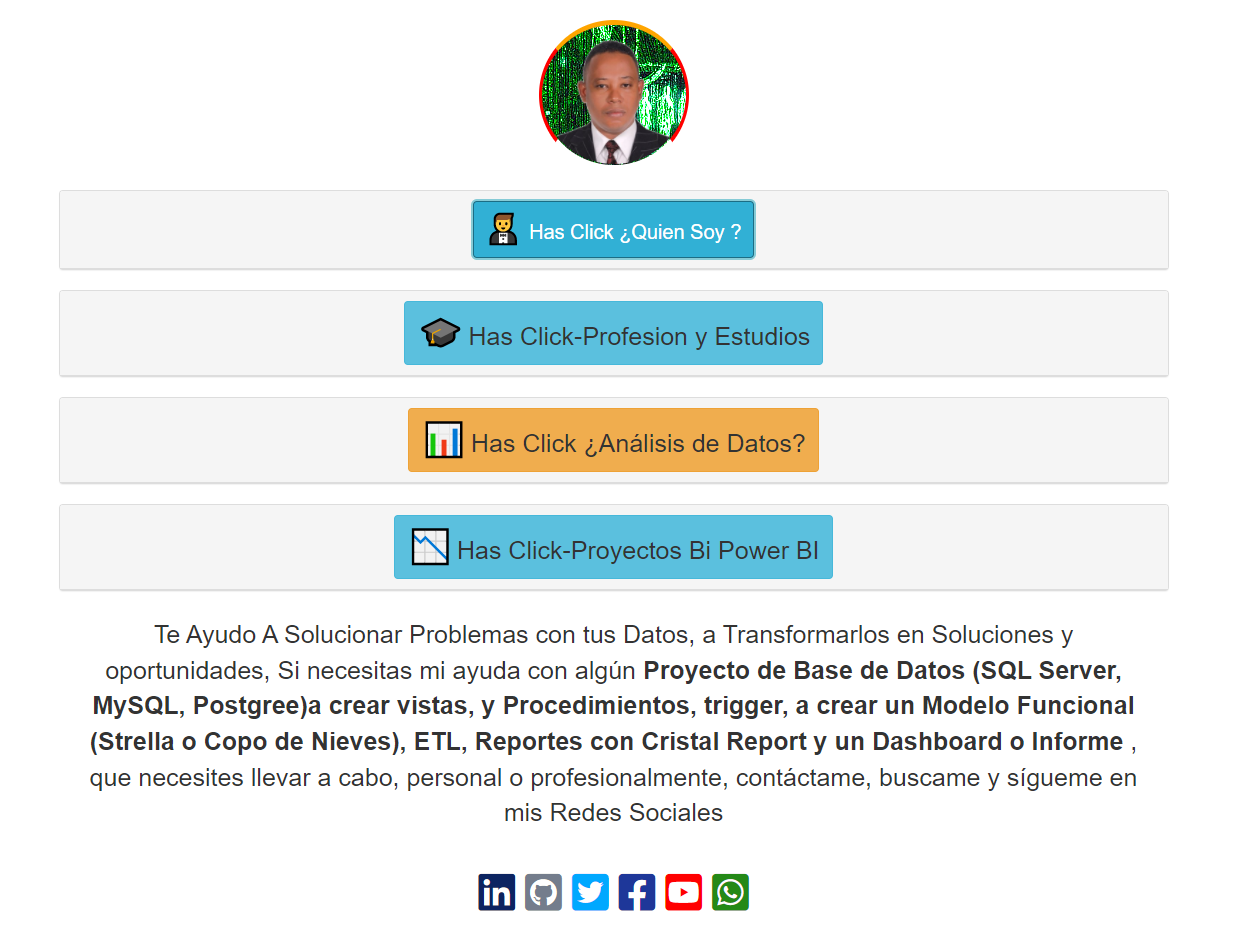 Has Click ¿Quien Soy ?
Has Click-Profesion y Estudios
Has Click ¿Análisis de Datos?
Has Click-Proyectos Bi Power BI
Te Ayudo A Solucionar Problemas con tus Datos, a Transformarlos en Soluciones y
oportunidades, Si necesitas mi ayuda con algún Proyecto de Base de Datos (SQL Server,
MySQL, Postgree)a crear vistas, y Procedimientos, trigger, a crear un Modelo Funcional
(Strella o Copo de Nieves), ETL, Reportes con Cristal Report y un Dashboard o Informe ,
que necesites llevar a cabo, personal o profesionalmente, contáctame, buscame y sígueme en
mis Redes Sociales
in